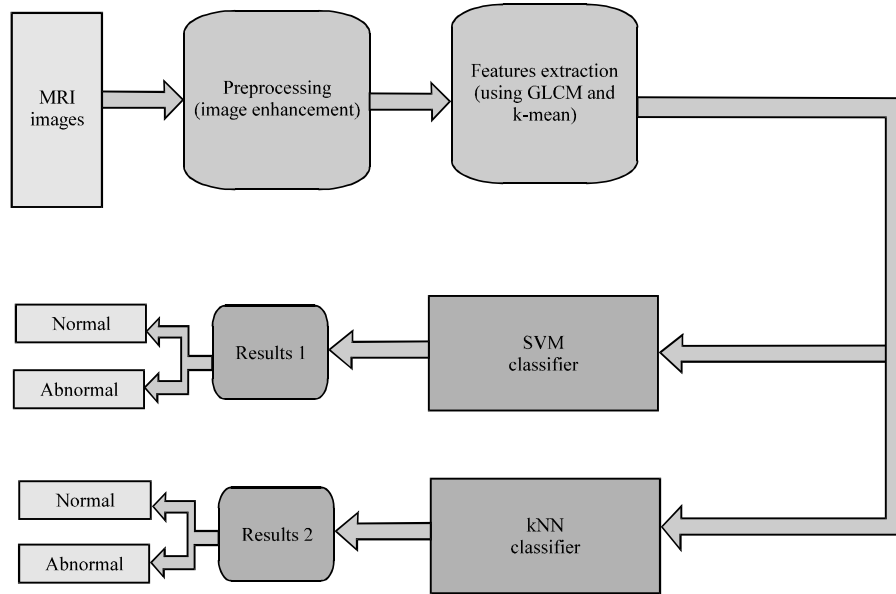 MRI
images
Preprocessing
(image enhancement)
Features extraction
(using GLCM and
k-mean)
Normal
Abnormal
Results 1
SVM
classifier
Normal
Abnormal
Results 2
kNN
classifier